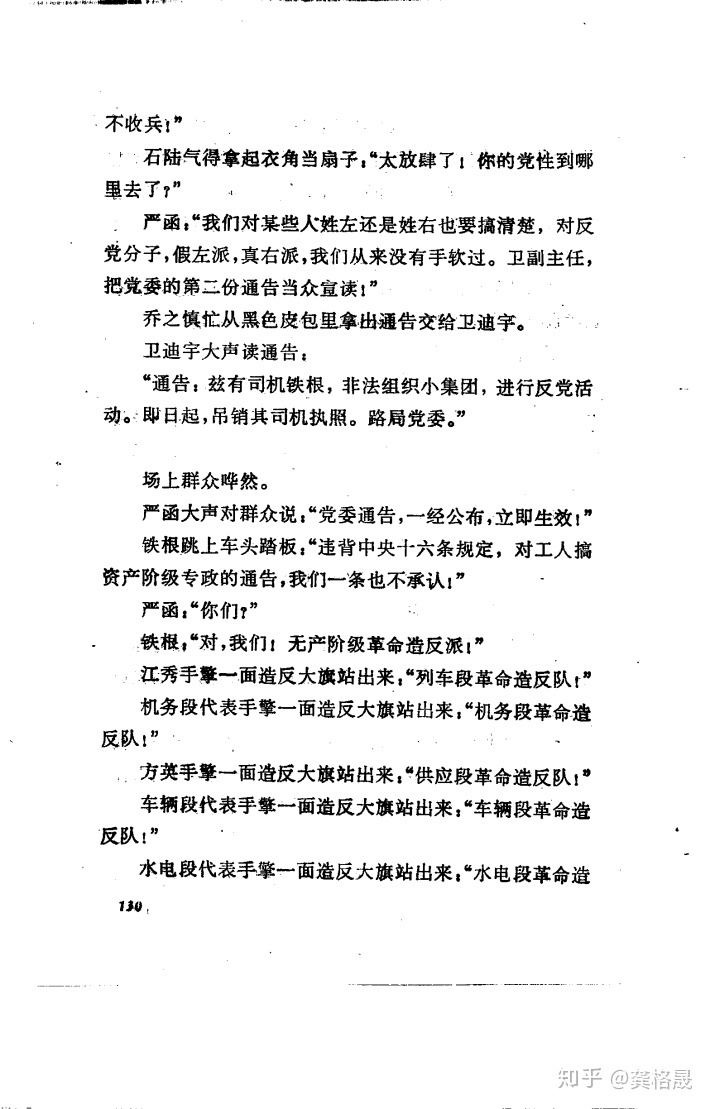 不收兵！”
石陆气得拿起衣角当扇子：“太放肆了！你的党性到哪
里去了？”
严函：“我们对某些人姓左还是姓右也要搞清楚，对反
党分子，假左派，真右派，我们从来没有手软过。卫副主任，
把党委的第二份通告当众宣读！”
乔之慎忙从黑色皮包里拿出通告交给卫迪宇。
卫迪宇大声读通告：
“通告：兹有司机铁根，非法组织小集团，进行反党活
动。即日起，吊销其司机执照。路局党委。”
场上群众哗然。
严函大声对群众说：“党委通告，一经公布，立即生效！”
铁根跳上车头踏板：“违背中央十六条规定，对工人搞
资产阶级专政的通告，我们一条也不承认！”
严函：“你们？”
铁根：“对，我们！无产阶级革命造反派！”
江秀手擎一面造反大旗站出来：“列车段革命造反队！”
机务段代表手擎一面造反大旗站出来：“机务段革命造
反队！”
方英手擎一面造反大旗站出来：“供应段革命造反队！”
车辆段代表手擎一面造反大旗站出来：“车辆段革命造
反队！”
水电段代表手擎一面造反大旗站出来：“水电段革命造
130
知乎 @龚格晟